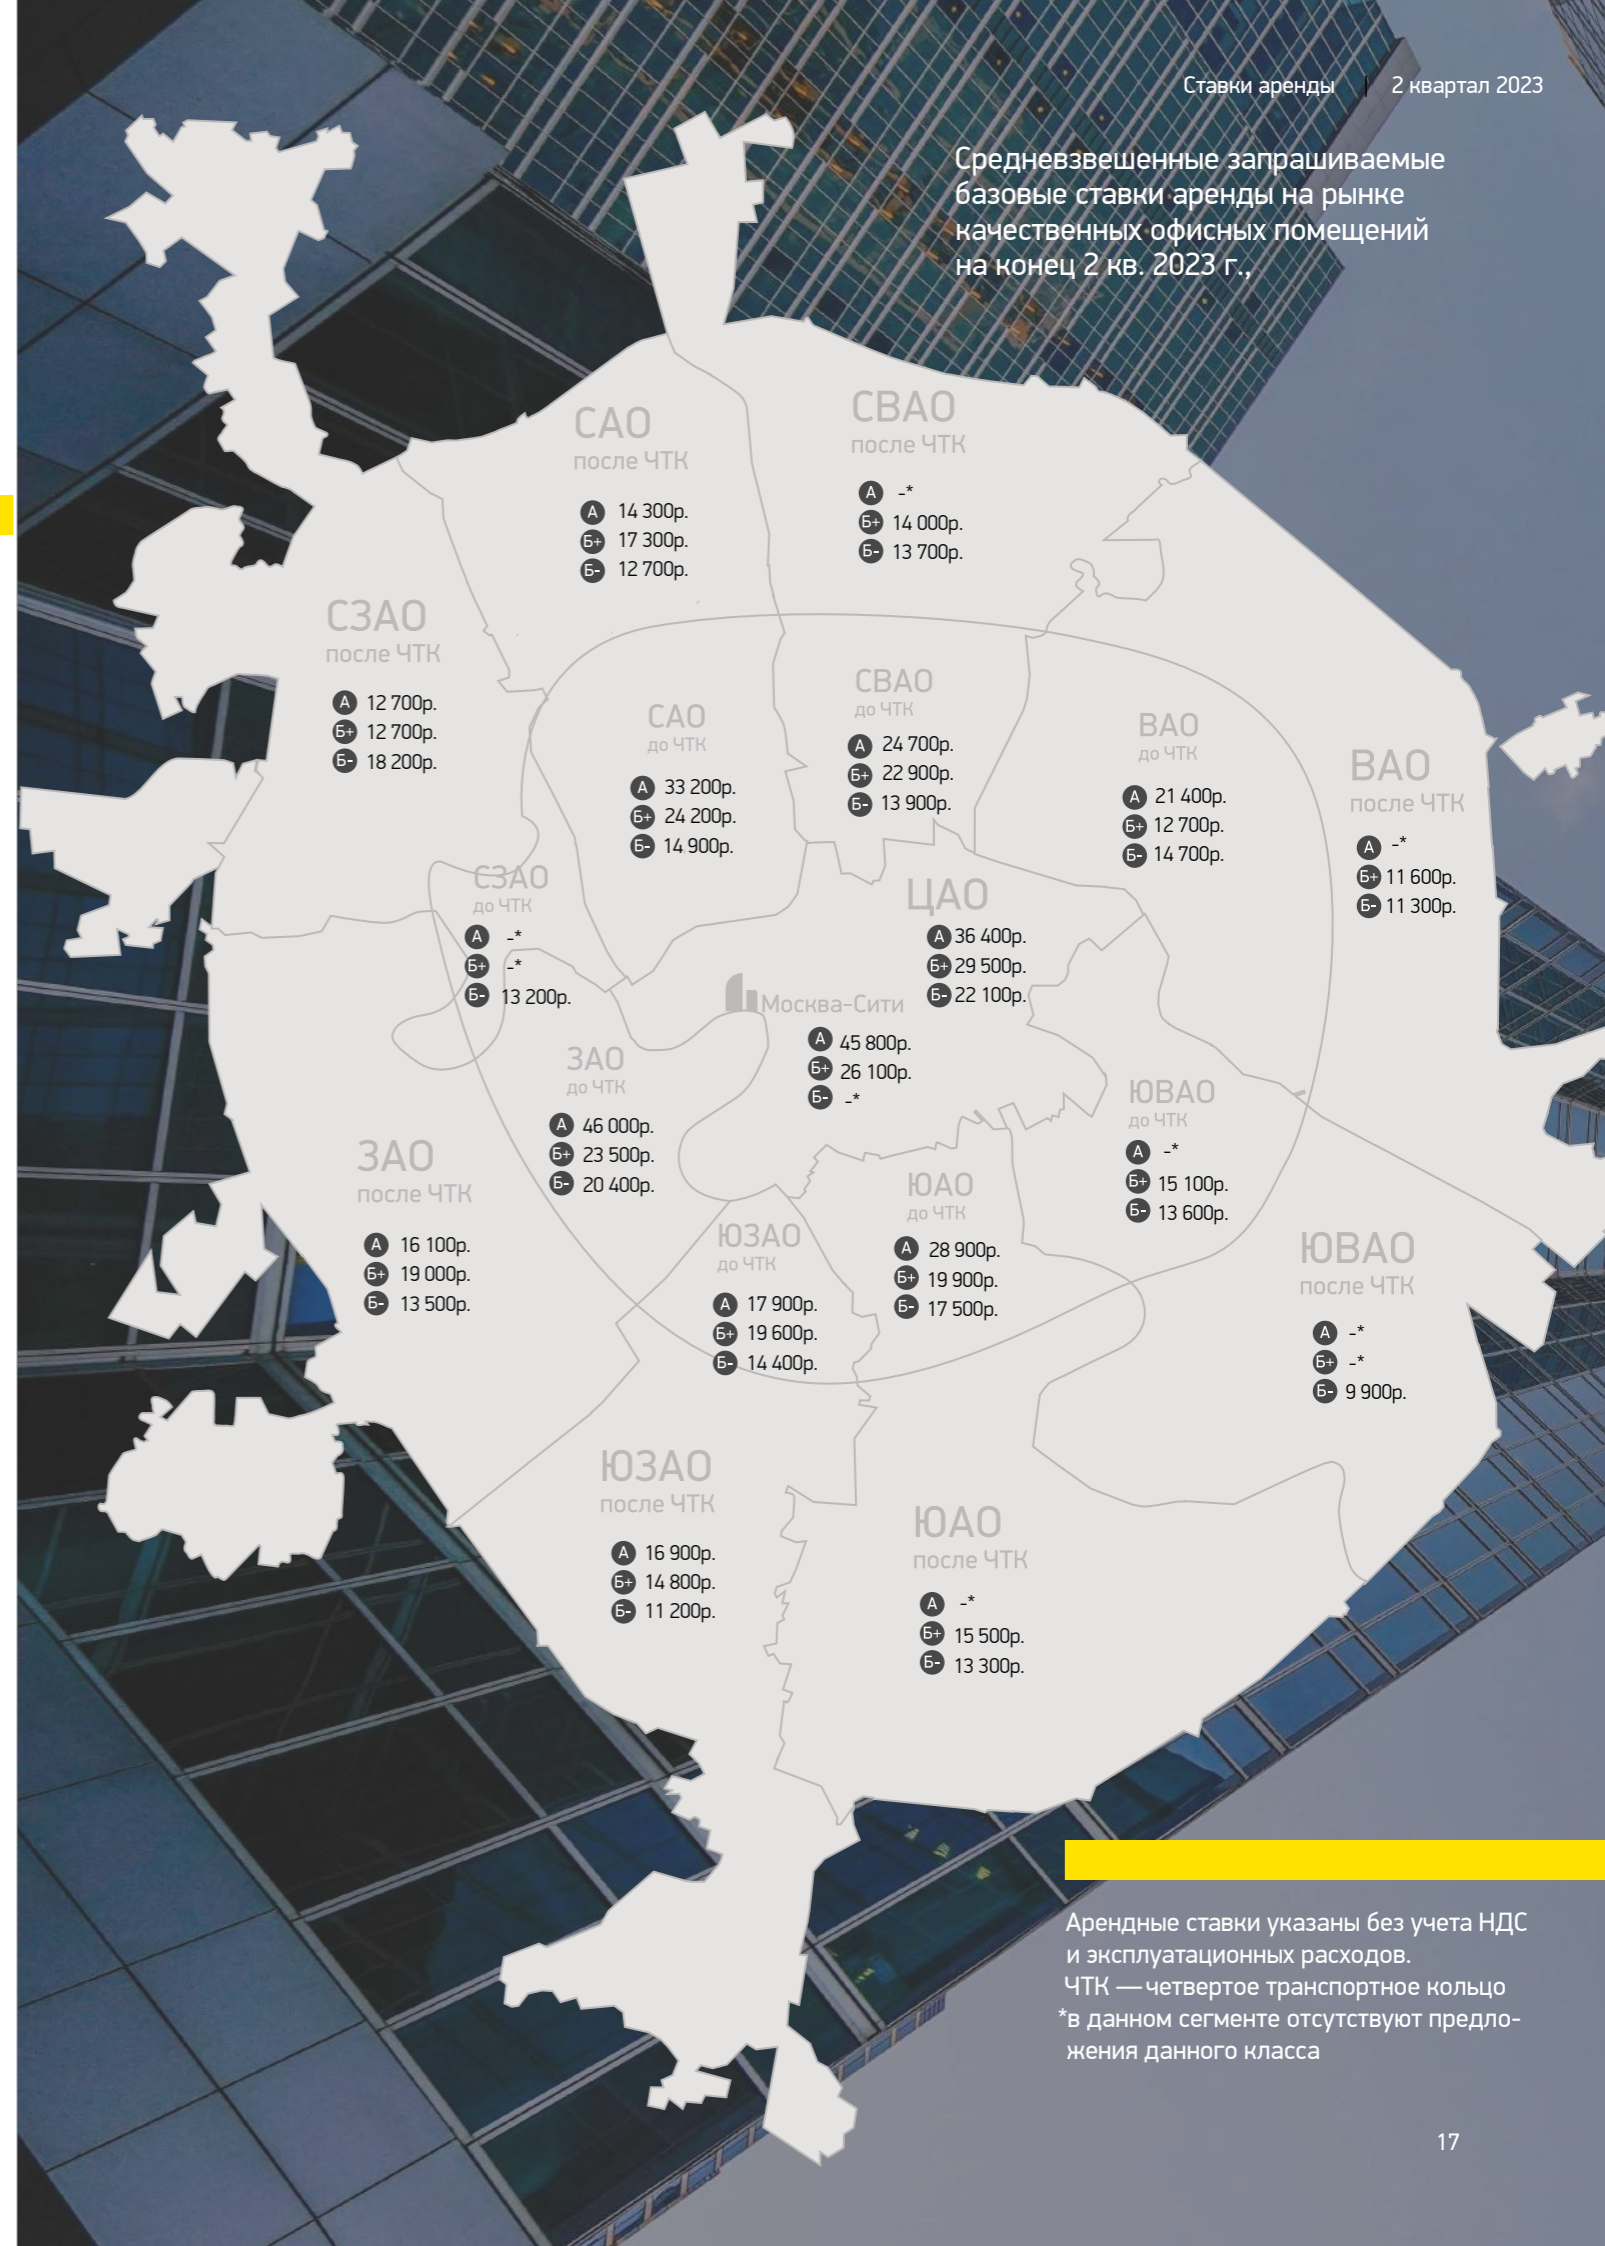 Ставки аренды | 2 квартал 2023
Средневзвешенные запрашиваемые
базовые ставки аренды на рынке
качественных офисных помещений
на конец 2 кв. 2023 г.,
САО
после ЧТК
А 14 300р.
Б+ 17 300р.
Б- 12 700р.
СВАО
после ЧТК
А -*
Б+ 14 000р.
Б- 13 700р.
СЗАО
после ЧТК
А 12 700р.
Б+ 12 700р.
Б- 18 200р.
САО
до ЧТК
А 33 200р.
Б+ 24 200р.
Б- 14 900р.
СВАО
до ЧТК
А 24 700р.
Б+ 22 900р.
Б- 13 900р.
ВАО
до ЧТК
А 21 400р.
Б+ 12 700р.
Б- 14 700р.
ВАО
после ЧТК
А -*
Б+ 11 600р.
Б- 11 300р.
СЗАО
до ЧТК
А -*
Б+ -*
Б- 13 200р.
ЦАО
А 36 400р.
Б+ 29 500р.
Б- 22 100р.
Москва-Сити
А 45 800р.
Б+ 26 100р.
Б- -*
ЗАО
до ЧТК
А 46 000р.
Б+ 23 500р.
Б- 20 400р.
ЮВАО
до ЧТК
А -*
Б+ 15 100р.
Б- 13 600р.
ЗАО
после ЧТК
А 16 100р.
Б+ 19 000р.
Б- 13 500р.
ЮЗАО
до ЧТК
А 17 900р.
Б+ 19 600р.
Б- 14 400р.
ЮАО
до ЧТК
А 28 900р.
Б+ 19 900р.
Б- 17 500р.
ЮВАО
после ЧТК
А -*
Б+ -*
Б- 9 900р.
ЮЗАО
после ЧТК
А 16 900р.
Б+ 14 800р.
Б- 11 200р.
ЮАО
после ЧТК
А -*
Б+ 15 500р.
Б- 13 300р.
Арендные ставки указаны без учета НДС
и эксплуатационных расходов.
ЧТК — четвертое транспортное кольцо
*в данном сегменте отсутствуют предло-
жения данного класса
17